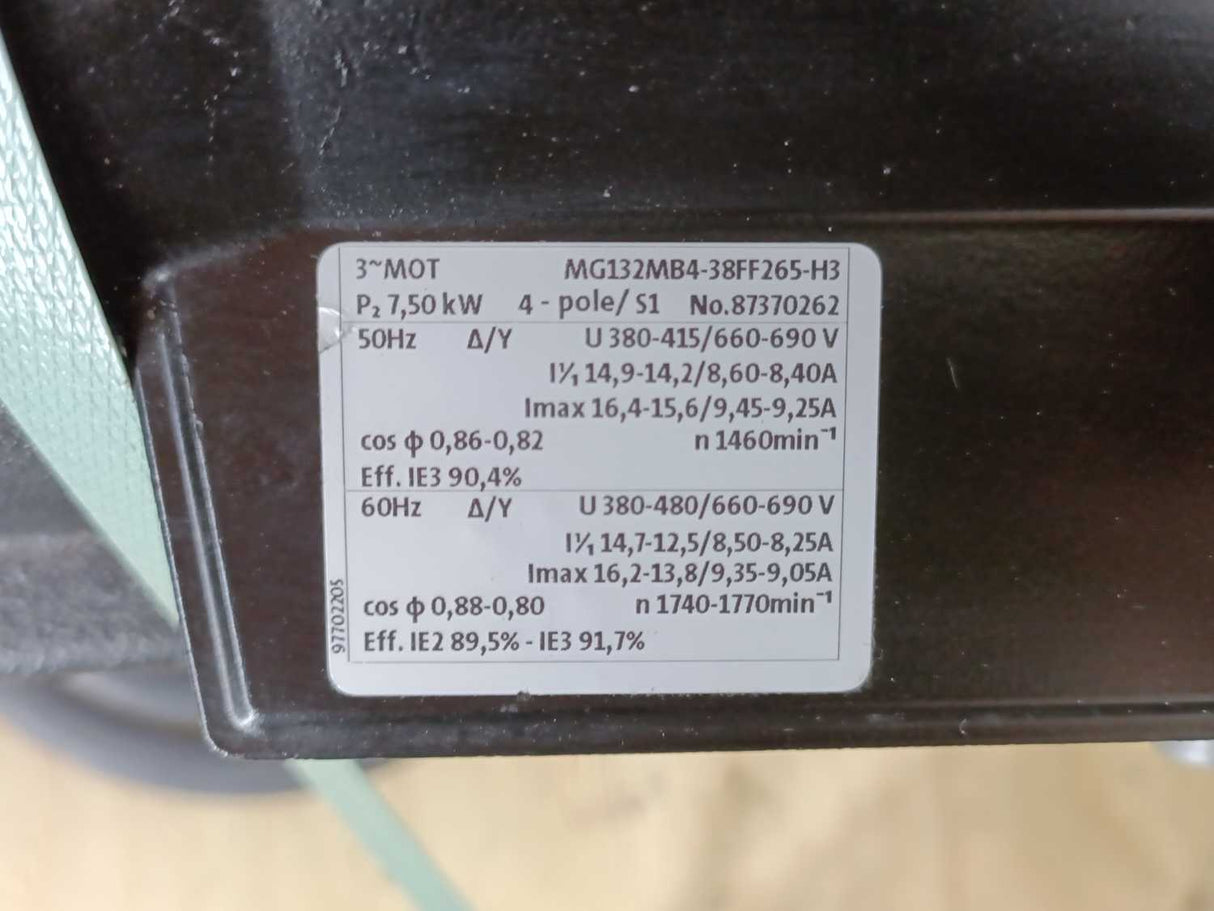 3~MOT MG132MB4-38FF265-H3
P₂ 7,50 kW 4 - pole/ S1 No.87370262
50Hz Δ/Y U 380-415/660-690 V
I¹⁄₁ 14,9-14,2/8,60-8,40A
Imax 16,4-15,6/9,45-9,25A
cos ϕ 0,86-0,82 n 1460min⁻¹
Eff. IE3 90,4%
60Hz Δ/Y U 380-480/660-690 V
I¹⁄₁ 14,7-12,5/8,50-8,25A
Imax 16,2-13,8/9,35-9,05A
cos ϕ 0,88-0,80 n 1740-1770min⁻¹
Eff. IE2 89,5% - IE3 91,7%
97702205